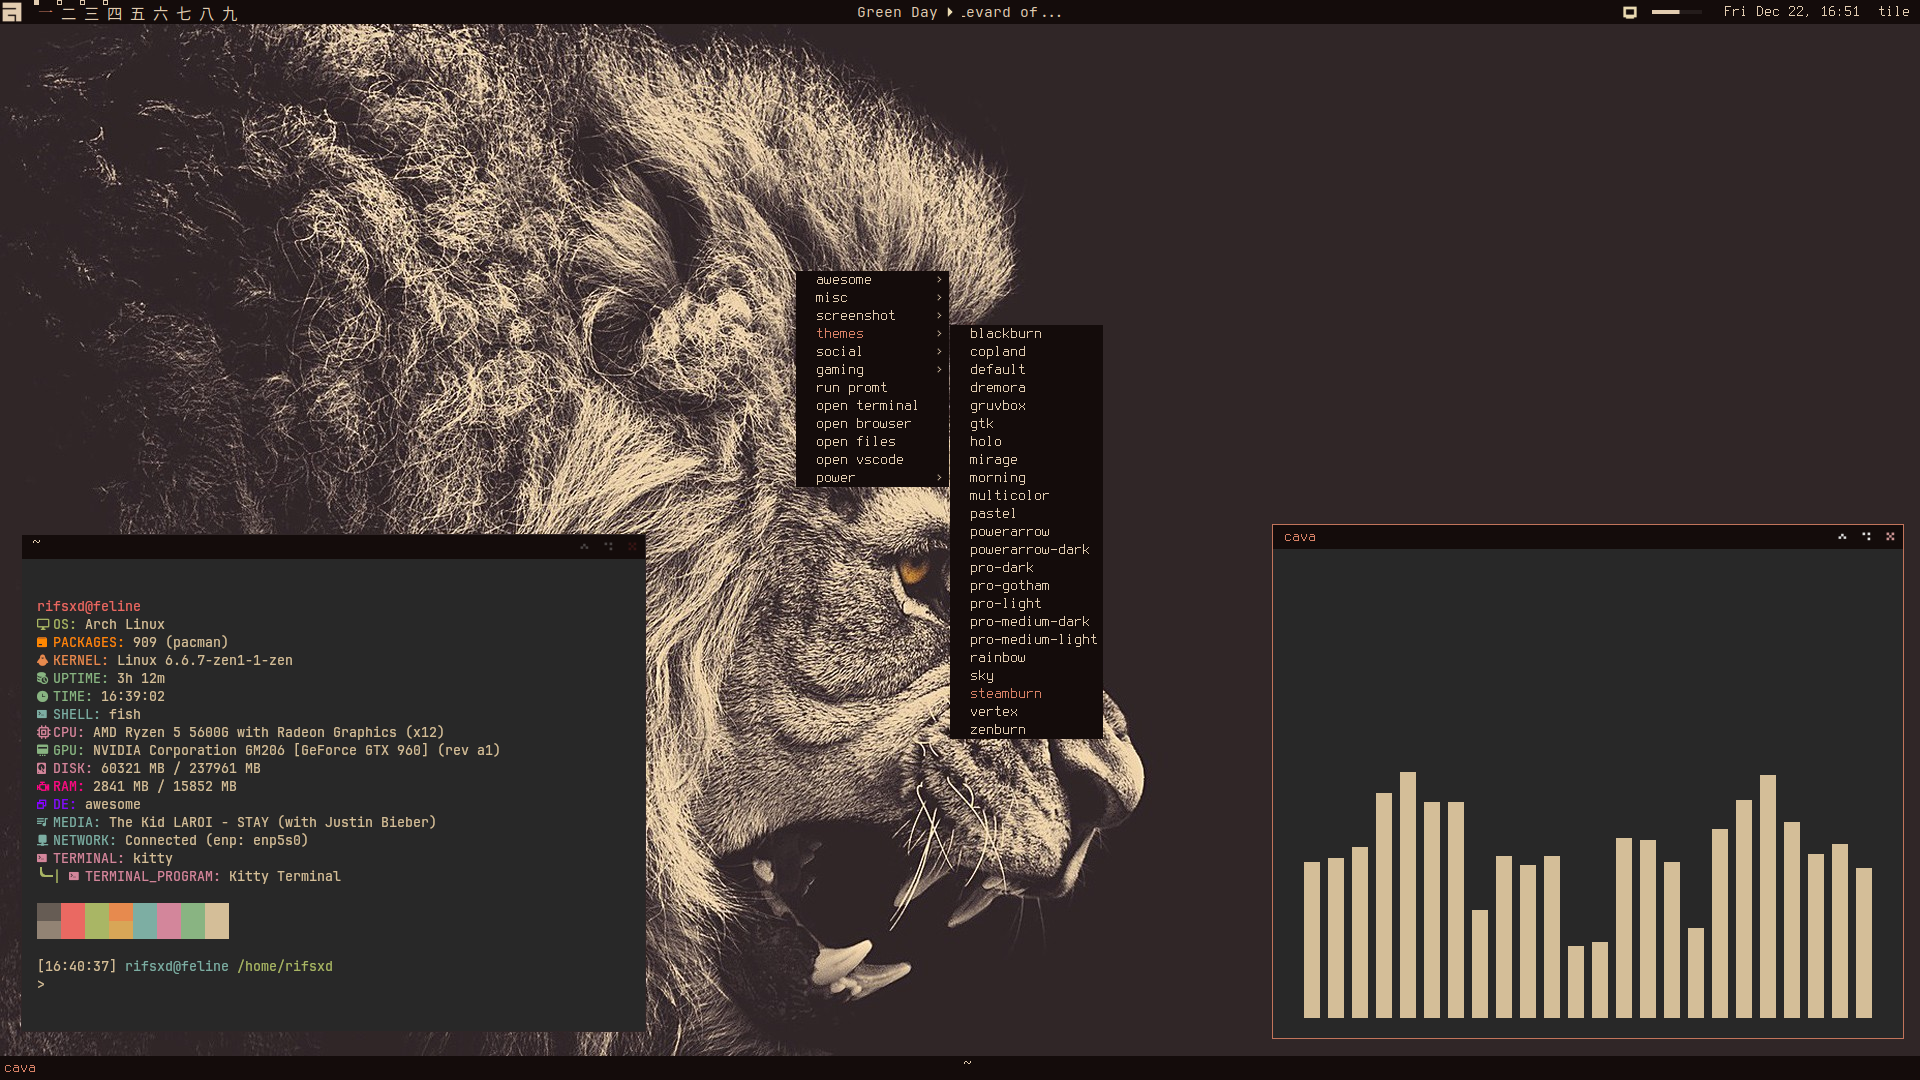 一 二 三 四 五 六 七 八 九
Green Day ‣ .evard of...
Fri Dec 22, 16:51 tile
awesome ›
misc ›
screenshot ›
themes ›
social ›
gaming ›
run promt
open terminal
open browser
open files
open vscode
power ›
blackburn
copland
default
dremora
gruvbox
gtk
holo
mirage
morning
multicolor
pastel
powerarrow
powerarrow-dark
pro-dark
pro-gotham
pro-light
pro-medium-dark
pro-medium-light
rainbow
sky
steamburn
vertex
zenburn
~
rifsxd@feline
OS: Arch Linux
PACKAGES: 909 (pacman)
KERNEL: Linux 6.6.7-zen1-1-zen
UPTIME: 3h 12m
TIME: 16:39:02
SHELL: fish
CPU: AMD Ryzen 5 5600G with Radeon Graphics (x12)
GPU: NVIDIA Corporation GM206 [GeForce GTX 960] (rev a1)
DISK: 60321 MB / 237961 MB
RAM: 2841 MB / 15852 MB
DE: awesome
MEDIA: The Kid LAROI - STAY (with Justin Bieber)
NETWORK: Connected (enp: enp5s0)
TERMINAL: kitty
TERMINAL_PROGRAM: Kitty Terminal
[16:40:37] rifsxd@feline /home/rifsxd
>
cava
cava
~